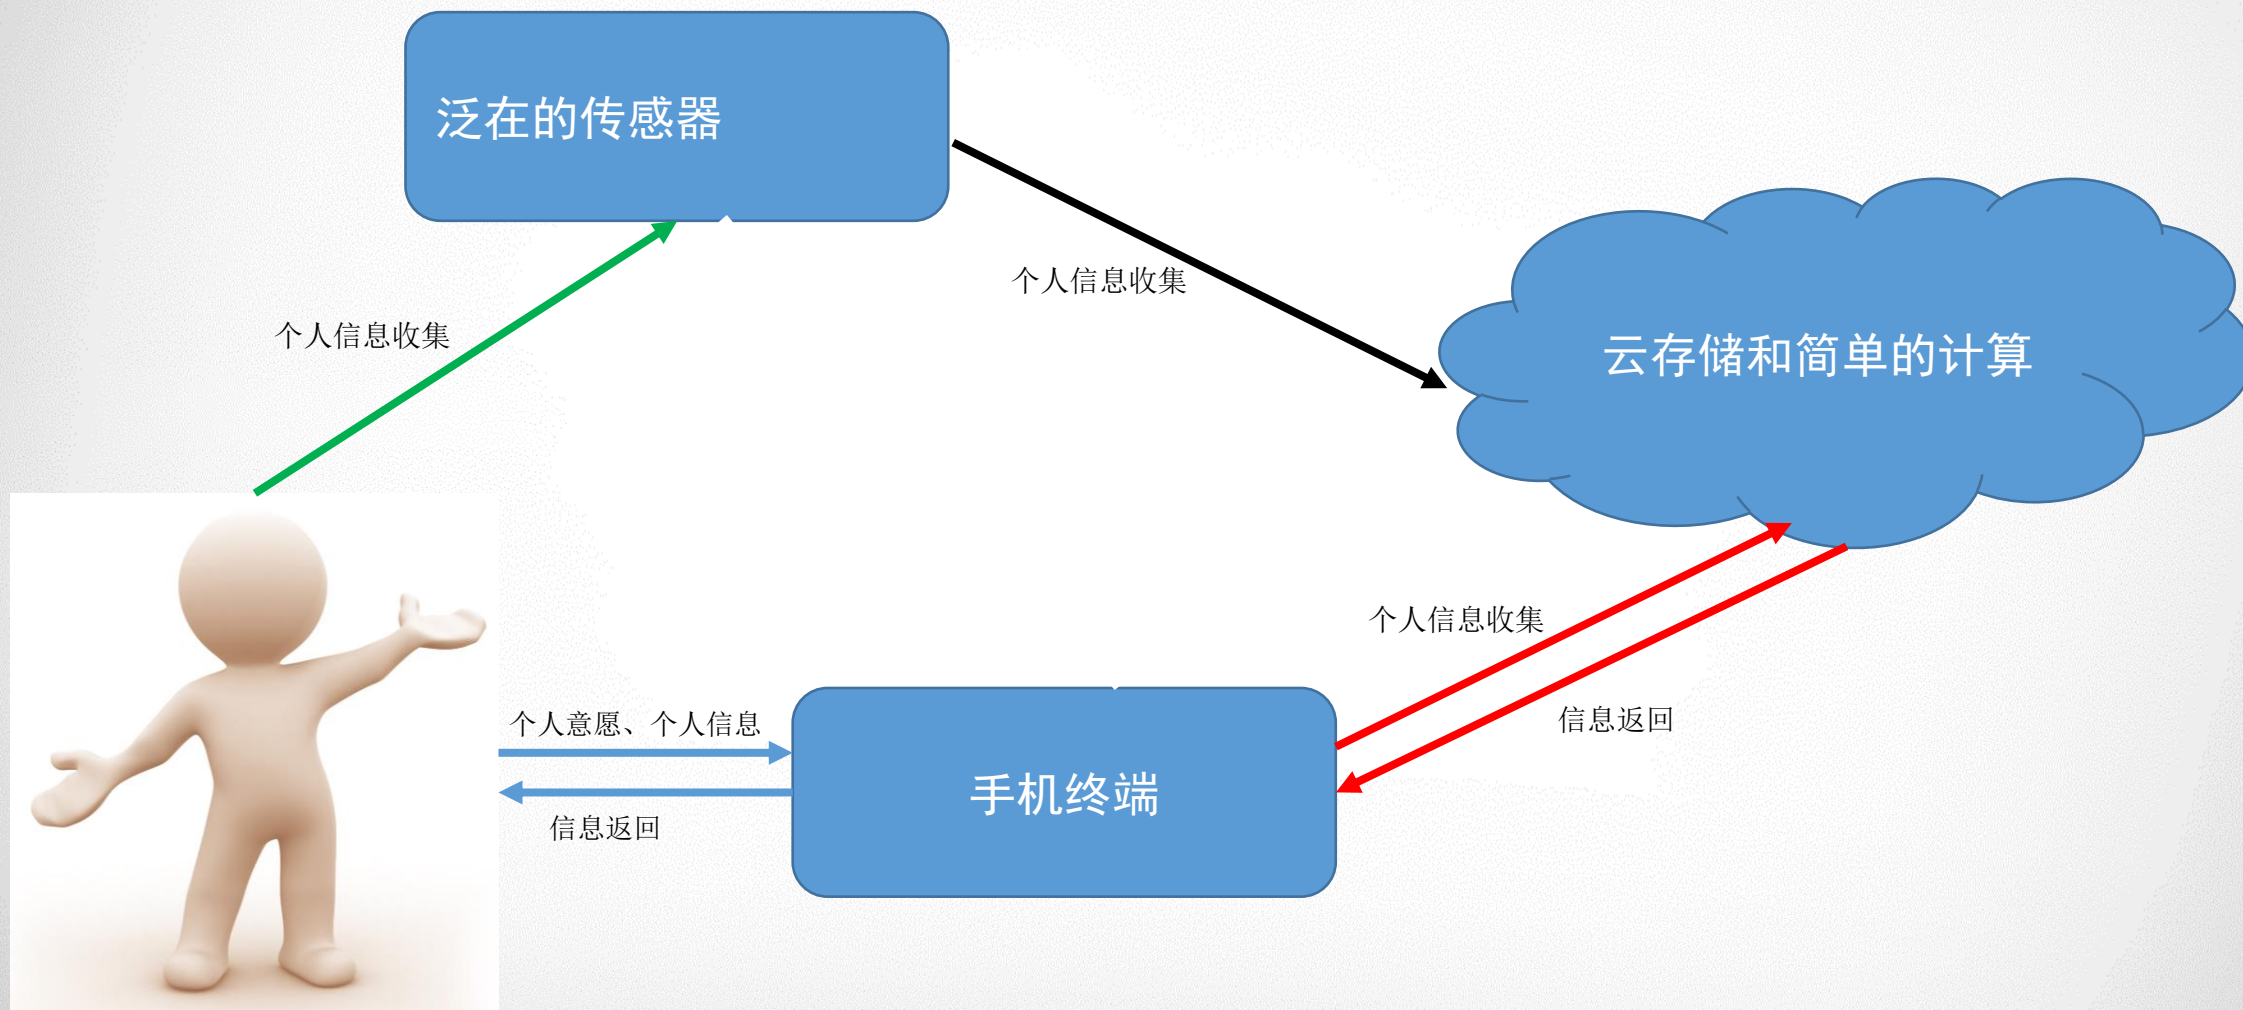 泛在的传感器
个人信息收集
个人信息收集
云存储和简单的计算
个人信息收集
个人意愿、个人信息
信息返回
手机终端
信息返回